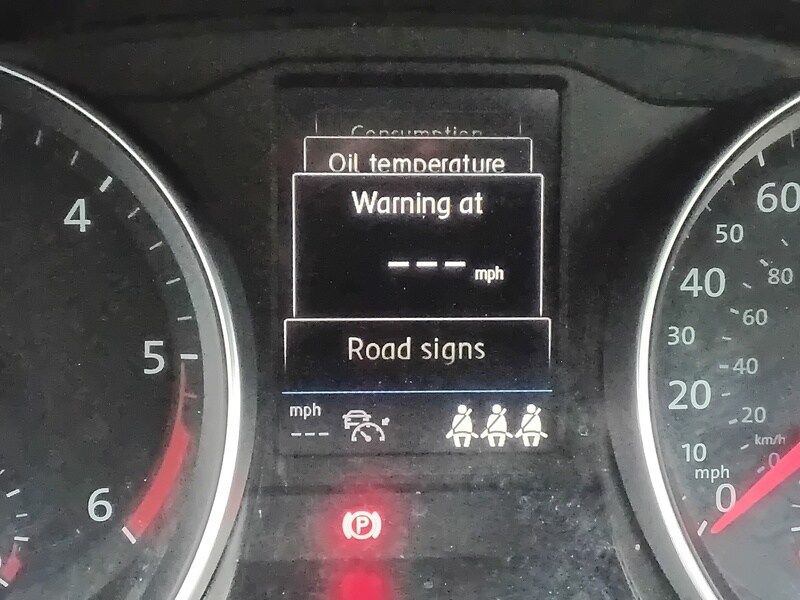 Consumption
Oil temperature
Warning at
--- mph
Road signs
mph
---
P
4
5
6
60
50
40
30
20
10
mph
0
80
60
40
20
km/h
0